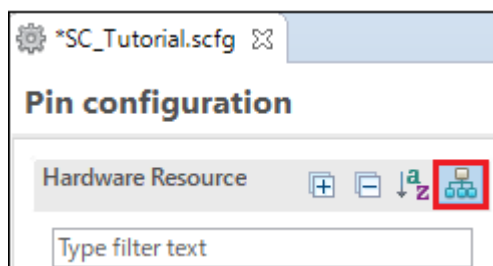 *SC_Tutorial.scfg
Pin configuration
Hardware Resource
Type filter text